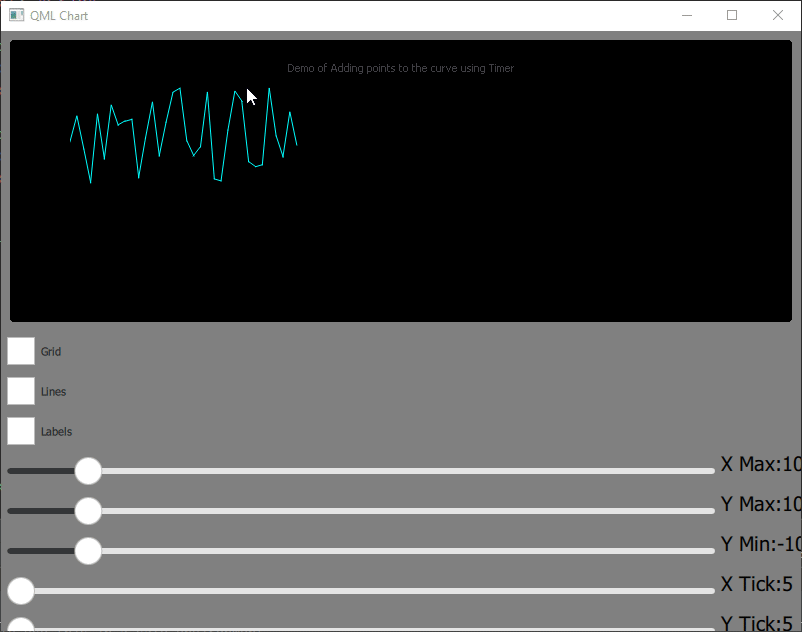 QML Chart
Demo of Adding points to the curve using Timer
Grid
Lines
Labels
X Max:10
Y Max:10
Y Min:-10
X Tick:5
Y Tick:5